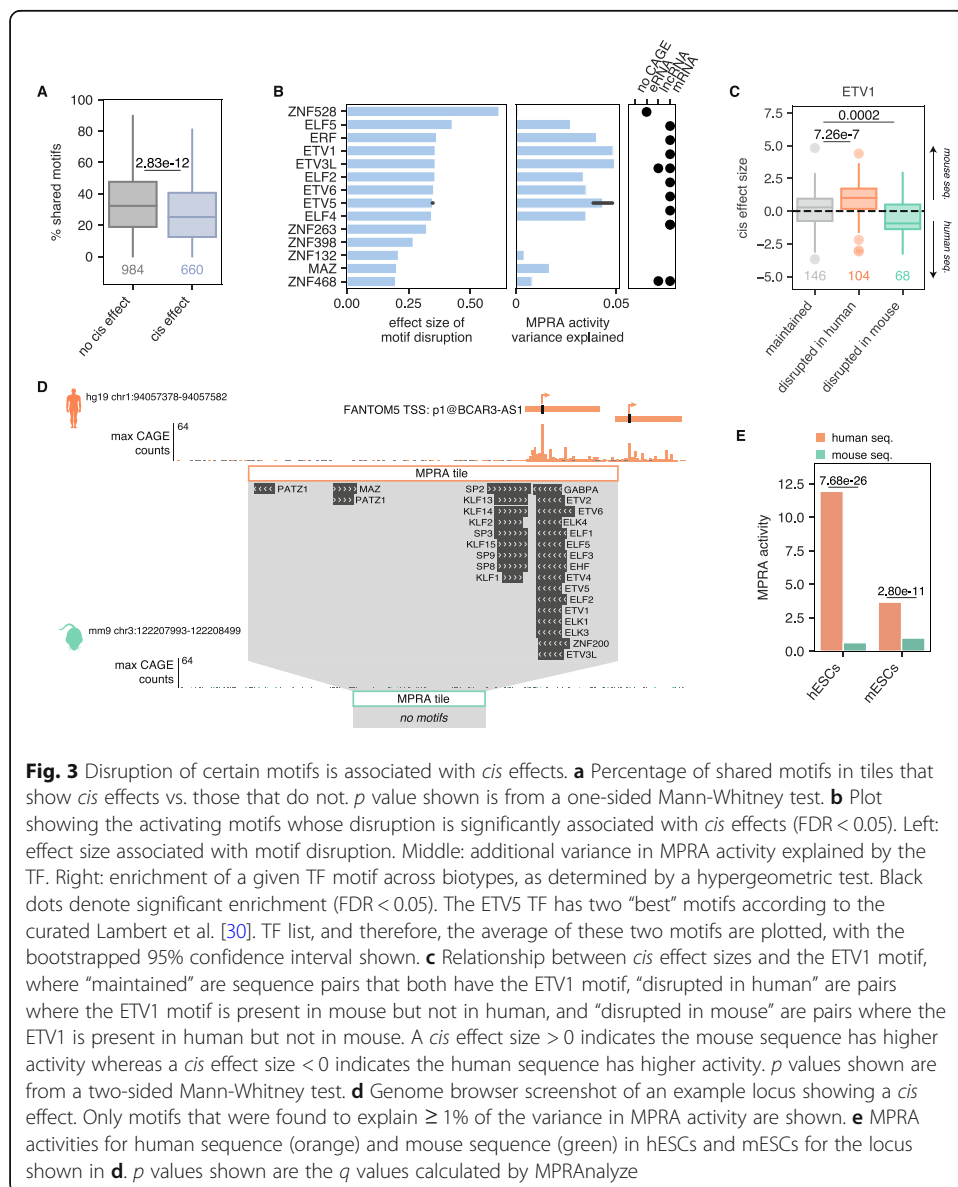 A
% shared motifs
100
80
60
40
20
0
2.83e-12
984
660
no cis effect
cis effect
B
ZNF528
ELF5
ERF
ETV1
ETV3L
ELF2
ETV6
ETV5
ELF4
ZNF263
ZNF398
ZNF132
MAZ
ZNF468
0.00
0.25
0.50
effect size of
motif disruption
0
0.05
MPRA activity
variance explained
no CAGE
eRNA
lncRNA
mRNA
C
ETV1
0.0002
7.26e-7
cis effect size
7.5
5.0
2.5
0.0
-2.5
-5.0
146
104
68
maintained
disrupted in human
disrupted in mouse
mouse seq.
human seq.
D
hg19 chr1:94057378-94057582
FANTOM5 TSS: p1@BCAR3-AS1
max CAGE
counts
64
MPRA tile
PATZ1
MAZ
PATZ1
SP2
KLF13
KLF14
KLF2
SP3
KLF15
SP9
SP8
KLF1
GABPA
ETV2
ETV6
ELK4
ELF1
ELF5
ELF3
EHF
ETV4
ETV5
ELF2
ETV1
ELK1
ELK3
ZNF200
ETV3L
mm9 chr3:122207993-122208499
max CAGE
counts
64
MPRA tile
no motifs
E
human seq.
mouse seq.
MPRA activity
12.5
10.0
7.5
5.0
2.5
0.0
7.68e-26
2.80e-11
hESCs
mESCs
Fig. 3 Disruption of certain motifs is associated with cis effects. a Percentage of shared motifs in tiles that
show cis effects vs. those that do not. p value shown is from a one-sided Mann-Whitney test. b Plot
showing the activating motifs whose disruption is significantly associated with cis effects (FDR < 0.05). Left:
effect size associated with motif disruption. Middle: additional variance in MPRA activity explained by the
TF. Right: enrichment of a given TF motif across biotypes, as determined by a hypergeometric test. Black
dots denote significant enrichment (FDR < 0.05). The ETV5 TF has two “best” motifs according to the
curated Lambert et al. [30]. TF list, and therefore, the average of these two motifs are plotted, with the
bootstrapped 95% confidence interval shown. c Relationship between cis effect sizes and the ETV1 motif,
where “maintained” are sequence pairs that both have the ETV1 motif, “disrupted in human” are pairs
where the ETV1 motif is present in mouse but not in human, and “disrupted in mouse” are pairs where the
ETV1 is present in human but not in mouse. A cis effect size > 0 indicates the mouse sequence has higher
activity whereas a cis effect size < 0 indicates the human sequence has higher activity. p values shown are
from a two-sided Mann-Whitney test. d Genome browser screenshot of an example locus showing a cis
effect. Only motifs that were found to explain ≥ 1% of the variance in MPRA activity are shown. e MPRA
activities for human sequence (orange) and mouse sequence (green) in hESCs and mESCs for the locus
shown in d. p values shown are the q values calculated by MPRAnalyze